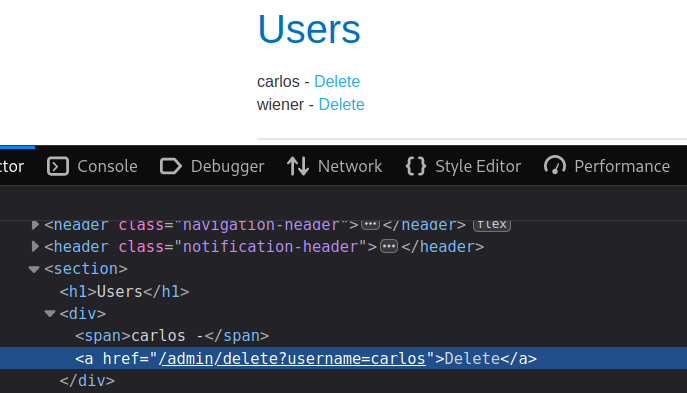 Users
carlos - Delete
wiener - Delete
tor Console Debugger Network Style Editor Performance
<header class="navigation-header"></header> flex
<header class="notification-header"></header>
<section>
<h1>Users</h1>
<div>
<span>carlos -</span>
<a href="/admin/delete?username=carlos">Delete</a>
</div>